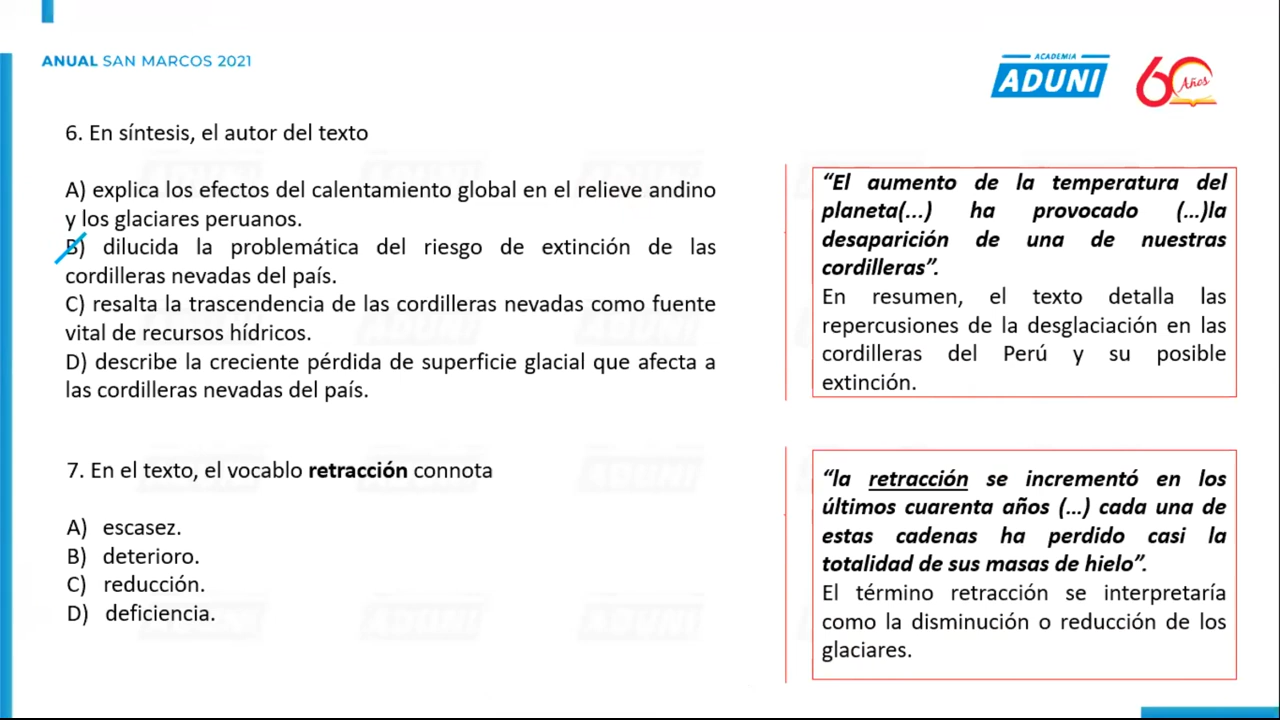 ANUAL SAN MARCOS 2021
ACADEMIA
ADUNI
60
Años
6. En síntesis, el autor del texto
A) explica los efectos del calentamiento global en el relieve andino
y los glaciares peruanos.
B) dilucida la problemática del riesgo de extinción de las
cordilleras nevadas del país.
C) resalta la trascendencia de las cordilleras nevadas como fuente
vital de recursos hídricos.
D) describe la creciente pérdida de superficie glacial que afecta a
las cordilleras nevadas del país.
“El aumento de la temperatura del
planeta(...) ha provocado (...)la
desaparición de una de nuestras
cordilleras”.
En resumen, el texto detalla las
repercusiones de la desglaciación en las
cordilleras del Perú y su posible
extinción.
7. En el texto, el vocablo retracción connota
A) escasez.
B) deterioro.
C) reducción.
D) deficiencia.
“la retracción se incrementó en los
últimos cuarenta años (...) cada una de
estas cadenas ha perdido casi la
totalidad de sus masas de hielo”.
El término retracción se interpretaría
como la disminución o reducción de los
glaciares.